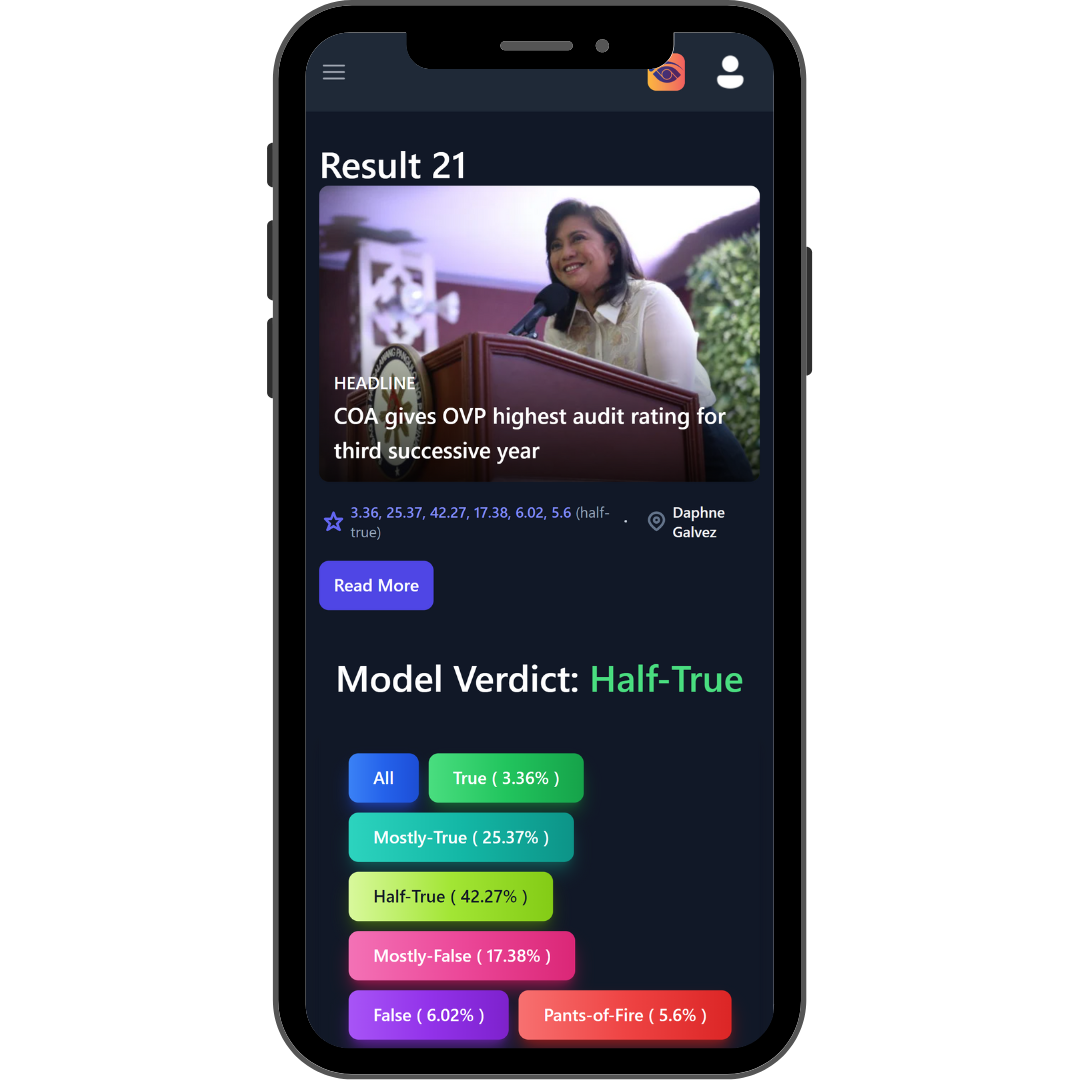 Result 21
HEADLINE
COA gives OVP highest audit rating for
third successive year
3.36, 25.37, 42.27, 17.38, 6.02, 5.6 (half-
true)
·
Daphne
Galvez
Read More
Model Verdict: Half-True
All
True ( 3.36% )
Mostly-True ( 25.37% )
Half-True ( 42.27% )
Mostly-False ( 17.38% )
False ( 6.02% )
Pants-of-Fire ( 5.6% )